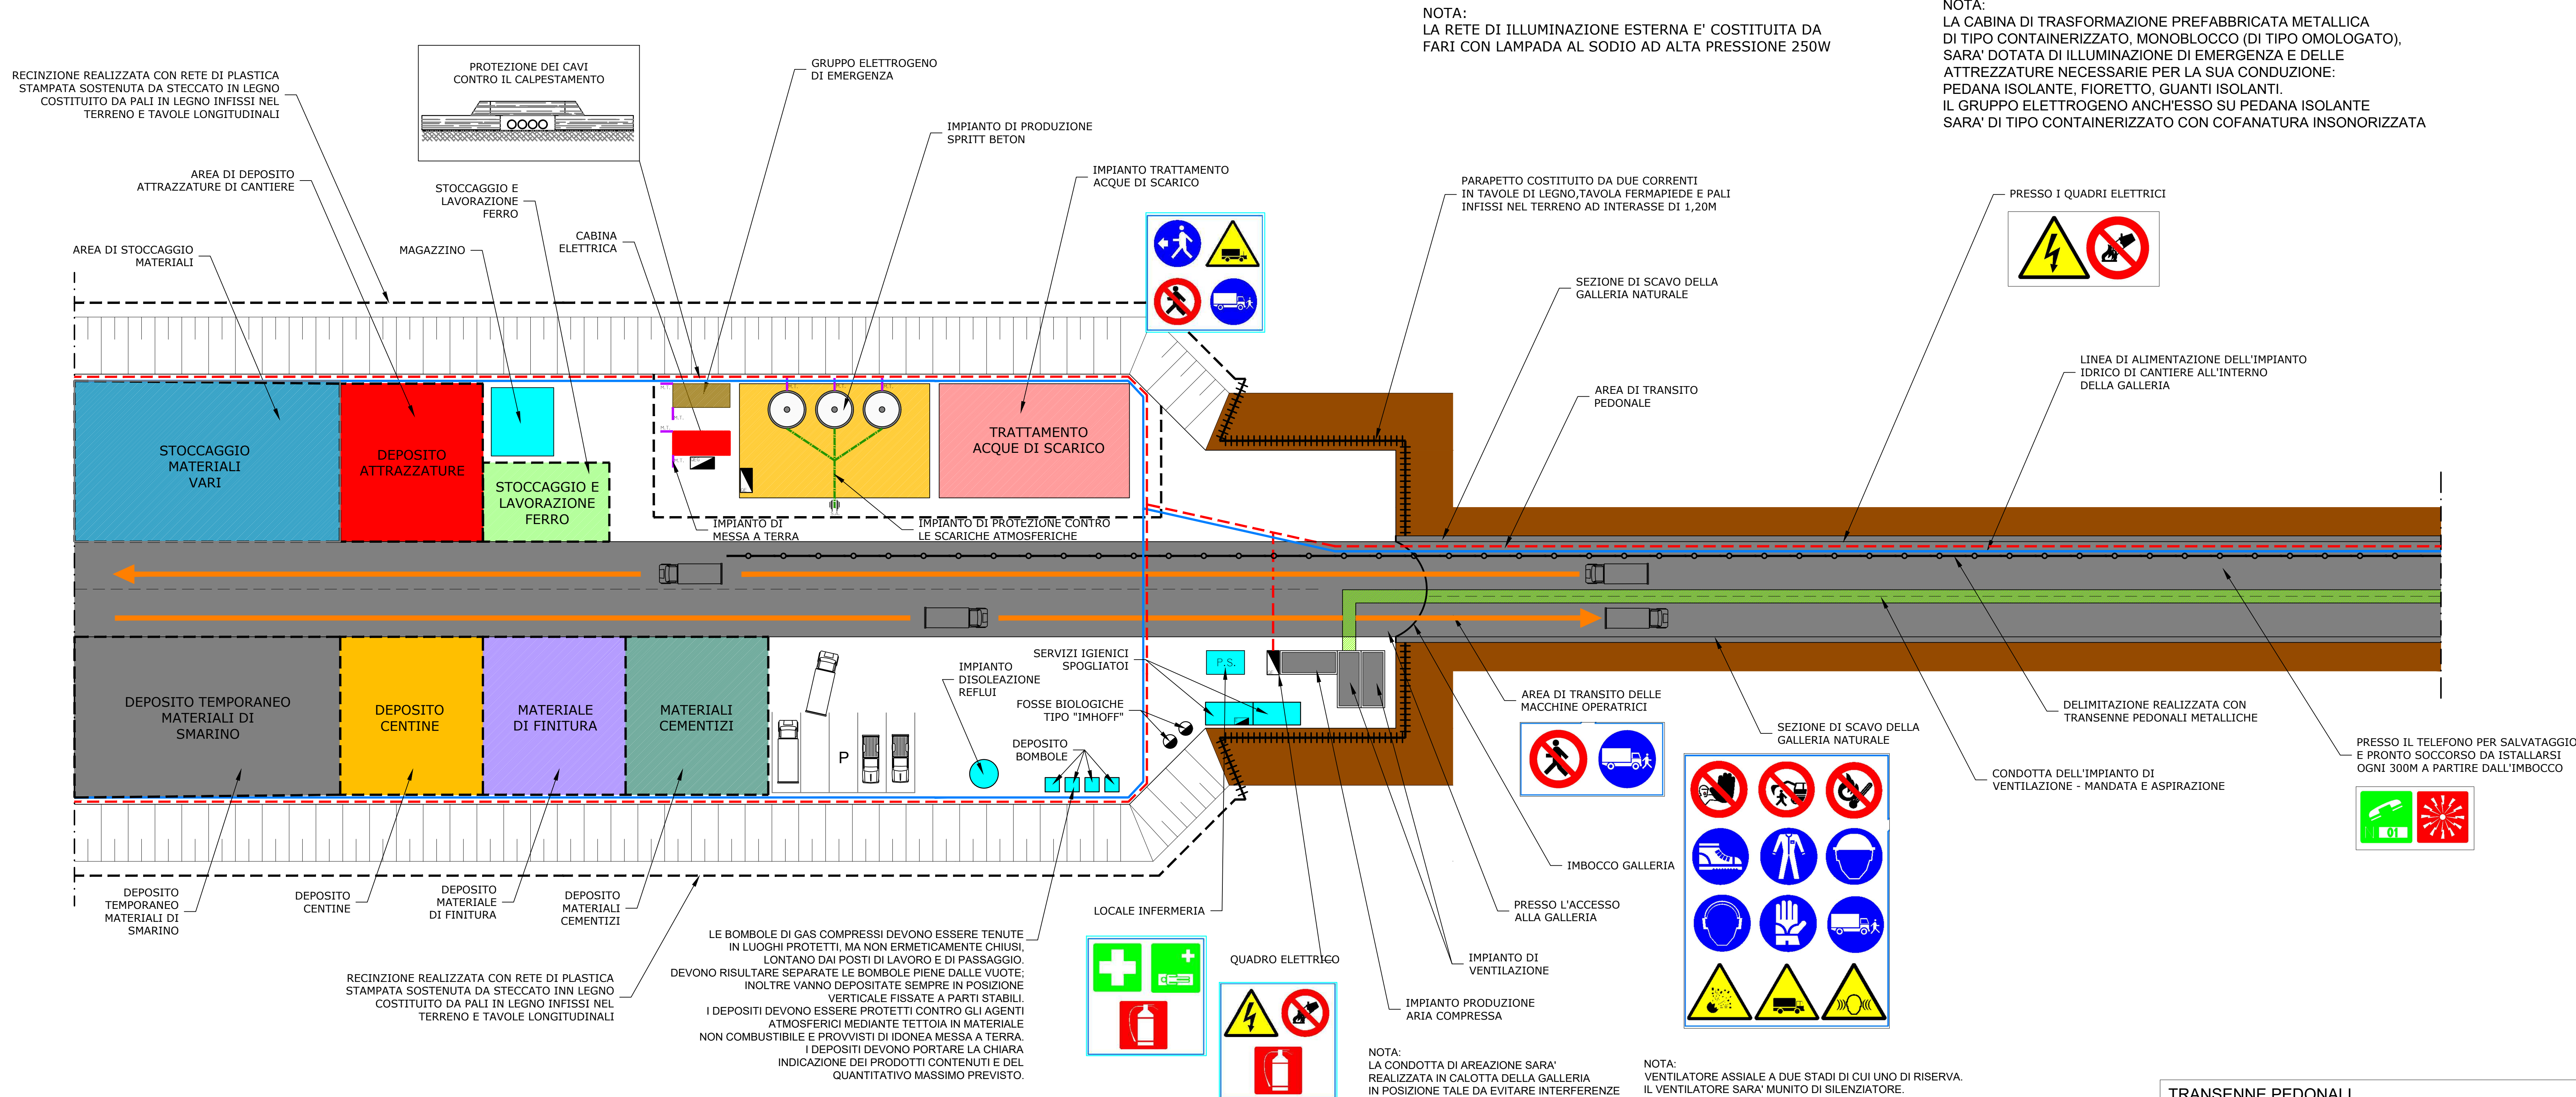 NOTA:
LA RETE DI ILLUMINAZIONE ESTERNA E' COSTITUITA DA
FARI CON LAMPADA AL SODIO AD ALTA PRESSIONE 250W
NOTA:
LA CABINA DI TRASFORMAZIONE PREFABBRICATA METALLICA
DI TIPO CONTAINERIZZATO, MONOBLOCCO (DI TIPO OMOLOGATO),
SARA' DOTATA DI ILLUMINAZIONE DI EMERGENZA E DELLE
ATTREZZATURE NECESSARIE PER LA SUA CONDUZIONE:
PEDANA ISOLANTE, FIORETTO, GUANTI ISOLANTI.
IL GRUPPO ELETTROGENO ANCH'ESSO SU PEDANA ISOLANTE
SARA' DI TIPO CONTAINERIZZATO CON COFANATURA INSONORIZZATA
RECINZIONE REALIZZATA CON RETE DI PLASTICA
STAMPATA SOSTENUTA DA STECCATO IN LEGNO
COSTITUITO DA PALI IN LEGNO INFISSI NEL
TERRENO E TAVOLE LONGITUDINALI
PROTEZIONE DEI CAVI
CONTRO IL CALPESTAMENTO
GRUPPO ELETTROGENO
DI EMERGENZA
IMPIANTO DI PRODUZIONE
SPRITT BETON
IMPIANTO TRATTAMENTO
ACQUE DI SCARICO
AREA DI DEPOSITO
ATTRAZZATURE DI CANTIERE
STOCCAGGIO E
LAVORAZIONE
FERRO
CABINA
ELETTRICA
MAGAZZINO
AREA DI STOCCAGGIO
MATERIALI
PARAPETTO COSTITUITO DA DUE CORRENTI
IN TAVOLE DI LEGNO,TAVOLA FERMAPIEDE E PALI
INFISSI NEL TERRENO AD INTERASSE DI 1,20M
PRESSO I QUADRI ELETTRICI
SEZIONE DI SCAVO DELLA
GALLERIA NATURALE
LINEA DI ALIMENTAZIONE DELL'IMPIANTO
IDRICO DI CANTIERE ALL'INTERNO
DELLA GALLERIA
AREA DI TRANSITO
PEDONALE
STOCCAGGIO
MATERIALI
VARI
DEPOSITO
ATTRAZZATURE
STOCCAGGIO E
LAVORAZIONE
FERRO
TRATTAMENTO
ACQUE DI SCARICO
IMPIANTO DI
MESSA A TERRA
IMPIANTO DI PROTEZIONE CONTRO
LE SCARICHE ATMOSFERICHE
DEPOSITO TEMPORANEO
MATERIALI DI
SMARINO
DEPOSITO
CENTINE
MATERIALE
DI FINITURA
MATERIALI
CEMENTIZI
P
IMPIANTO
DISOLEAZIONE
REFLUI
SERVIZI IGIENICI
SPOGLIATOI
FOSSE BIOLOGICHE
TIPO "IMHOFF"
DEPOSITO
BOMBOLE
P.S.
AREA DI TRANSITO DELLE
MACCHINE OPERATRICI
SEZIONE DI SCAVO DELLA
GALLERIA NATURALE
DELIMITAZIONE REALIZZATA CON
TRANSENNE PEDONALI METALLICHE
CONDOTTA DELL'IMPIANTO DI
VENTILAZIONE - MANDATA E ASPIRAZIONE
PRESSO IL TELEFONO PER SALVATAGGIO
E PRONTO SOCCORSO DA ISTALLARSI
OGNI 300M A PARTIRE DALL'IMBOCCO
01
IMBOCCO GALLERIA
PRESSO L'ACCESSO
ALLA GALLERIA
IMPIANTO DI
VENTILAZIONE
IMPIANTO PRODUZIONE
ARIA COMPRESSA
LOCALE INFERMERIA
QUADRO ELETTRICO
DEPOSITO
TEMPORANEO
MATERIALI DI
SMARINO
DEPOSITO
CENTINE
DEPOSITO
MATERIALE
DI FINITURA
DEPOSITO
MATERIALI
CEMENTIZI
RECINZIONE REALIZZATA CON RETE DI PLASTICA
STAMPATA SOSTENUTA DA STECCATO INN LEGNO
COSTITUITO DA PALI IN LEGNO INFISSI NEL
TERRENO E TAVOLE LONGITUDINALI
LE BOMBOLE DI GAS COMPRESSI DEVONO ESSERE TENUTE
IN LUOGHI PROTETTI, MA NON ERMETICAMENTE CHIUSI,
LONTANO DAI POSTI DI LAVORO E DI PASSAGGIO.
DEVONO RISULTARE SEPARATE LE BOMBOLE PIENE DALLE VUOTE;
INOLTRE VANNO DEPOSITATE SEMPRE IN POSIZIONE
VERTICALE FISSATE A PARTI STABILI.
I DEPOSITI DEVONO ESSERE PROTETTI CONTRO GLI AGENTI
ATMOSFERICI MEDIANTE TETTOIA IN MATERIALE
NON COMBUSTIBILE E PROVVISTI DI IDONEA MESSA A TERRA.
I DEPOSITI DEVONO PORTARE LA CHIARA
INDICAZIONE DEI PRODOTTI CONTENUTI E DEL
QUANTITATIVO MASSIMO PREVISTO.
NOTA:
LA CONDOTTA DI AREAZIONE SARA'
REALIZZATA IN CALOTTA DELLA GALLERIA
IN POSIZIONE TALE DA EVITARE INTERFERENZE
NOTA:
VENTILATORE ASSIALE A DUE STADI DI CUI UNO DI RISERVA.
IL VENTILATORE SARA' MUNITO DI SILENZIATORE.
TRANSENNE PEDONALI